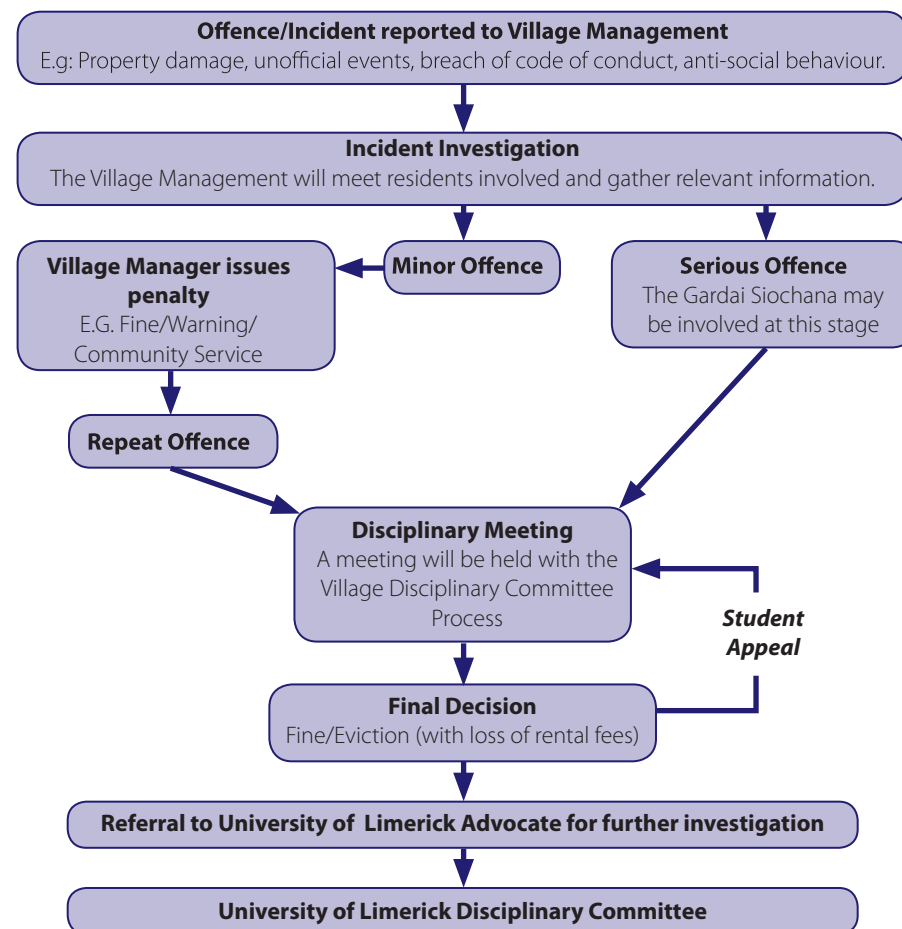 Offence/Incident reported to Village Management
E.g: Property damage, unofficial events, breach of code of conduct, anti-social behaviour.
Incident Investigation
The Village Management will meet residents involved and gather relevant information.
Village Manager issues
penalty
E.G. Fine/Warning/
Community Service
Minor Offence
Serious Offence
The Gardai Siochana may
be involved at this stage
Repeat Offence
Disciplinary Meeting
A meeting will be held with the
Village Disciplinary Committee
Process
Student
Appeal
Final Decision
Fine/Eviction (with loss of rental fees)
Referral to University of Limerick Advocate for further investigation
University of Limerick Disciplinary Committee